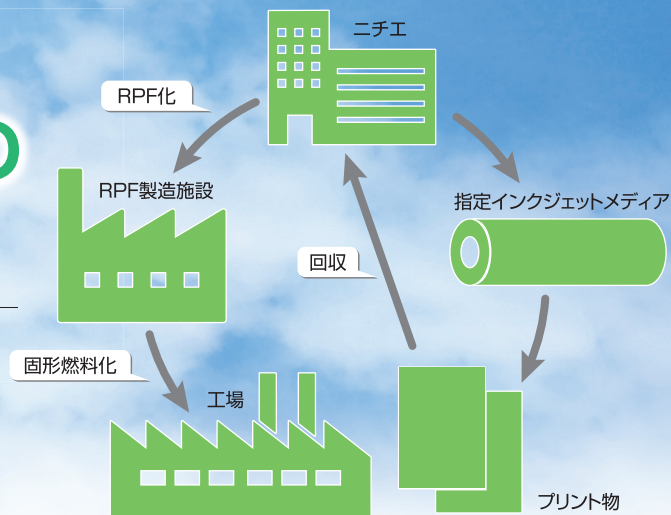 ニチエ
RPF化
RPF製造施設
指定インクジェットメディア
回収
固形燃料化
工場
プリント物